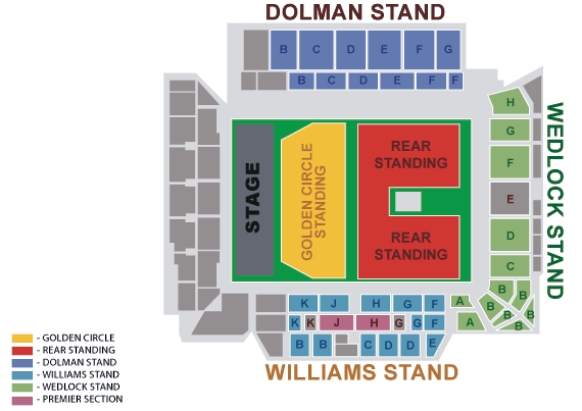 DOLMAN STAND
B C D E F G
B C D E F F
H
G
F
E
D
C
B B B B B B
A
A
WEDLOCK STAND
STAGE
GOLDEN CIRCLE
STANDING
REAR
STANDING
REAR
STANDING
K J H G F
K K J H G G F
B B C D D E
WILLIAMS STAND
- GOLDEN CIRCLE
- REAR STANDING
- DOLMAN STAND
- WILLIAMS STAND
- WEDLOCK STAND
- PREMIER SECTION